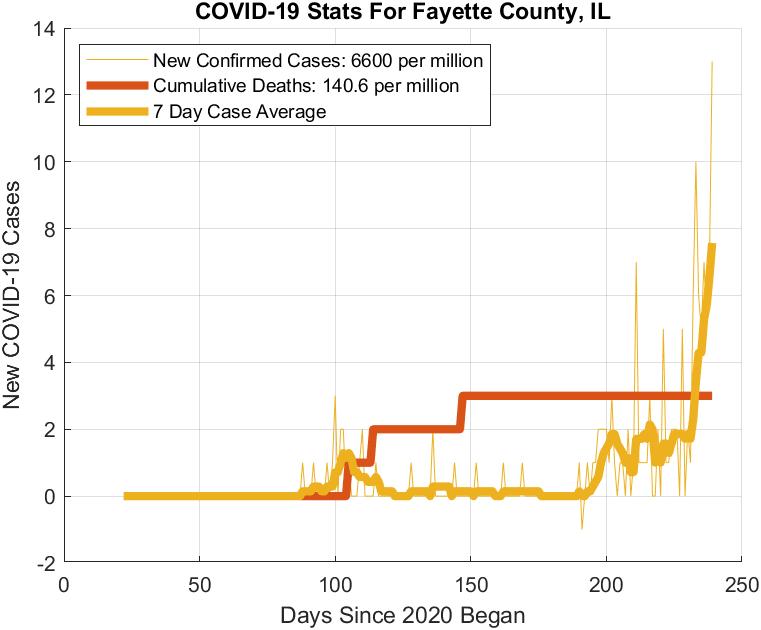 COVID-19 Stats For Fayette County, IL
New Confirmed Cases: 6600 per million
Cumulative Deaths: 140.6 per million
7 Day Case Average
New COVID-19 Cases
14
12
10
8
6
4
2
0
-2
0 50 100 150 200 250
Days Since 2020 Began